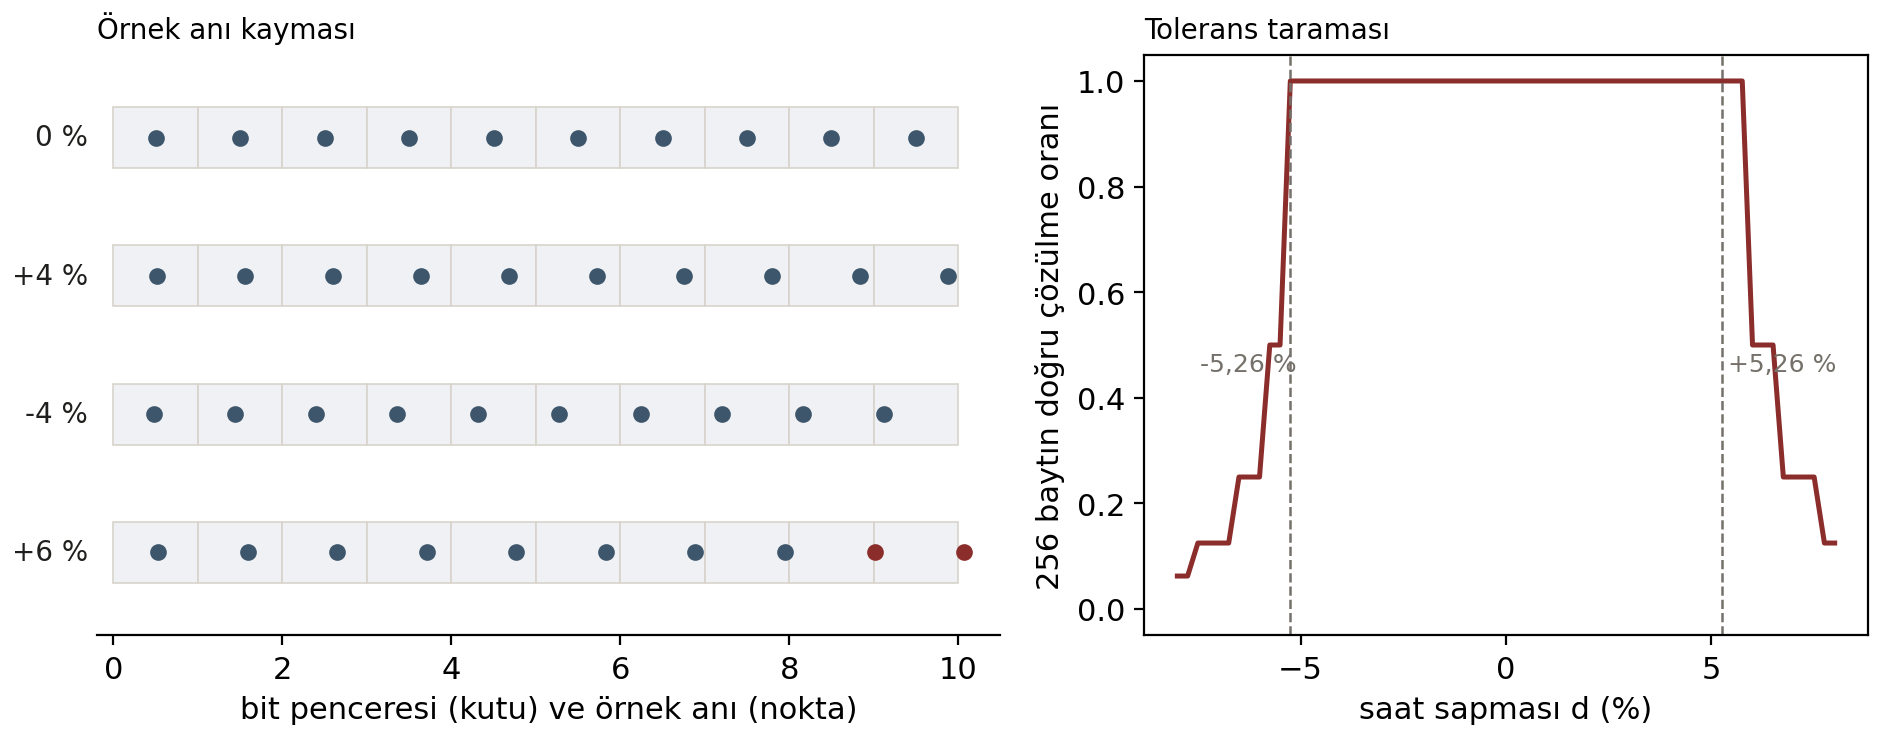 Örnek anı kayması
0 %
+4 %
-4 %
+6 %
0 2 4 6 8 10
bit penceresi (kutu) ve örnek anı (nokta)
Tolerans taraması
256 baytın doğru çözülme oranı
1.0
0.8
0.6
0.4
0.2
0.0
-5,26 %
+5,26 %
−5 0 5
saat sapması d (%)